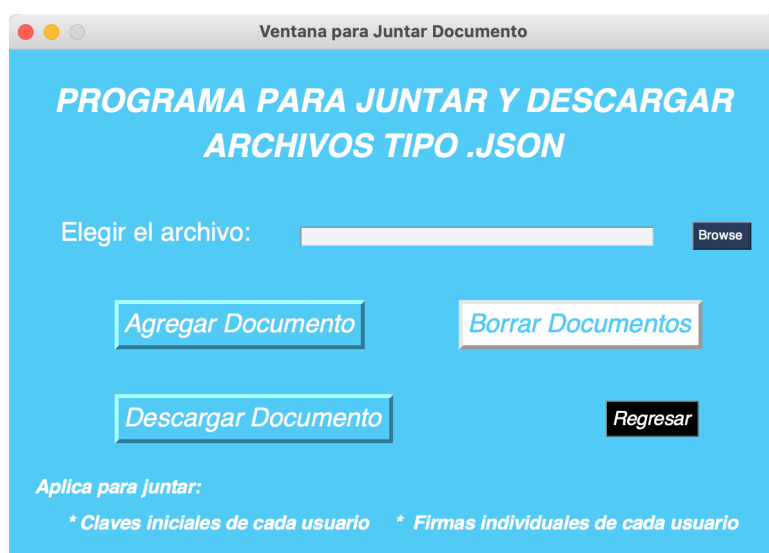 Ventana para Juntar Documento
PROGRAMA PARA JUNTAR Y DESCARGAR
ARCHIVOS TIPO .JSON
Elegir el archivo:
Browse
Agregar Documento
Borrar Documentos
Descargar Documento
Regresar
Aplica para juntar:
* Claves iniciales de cada usuario * Firmas individuales de cada usuario